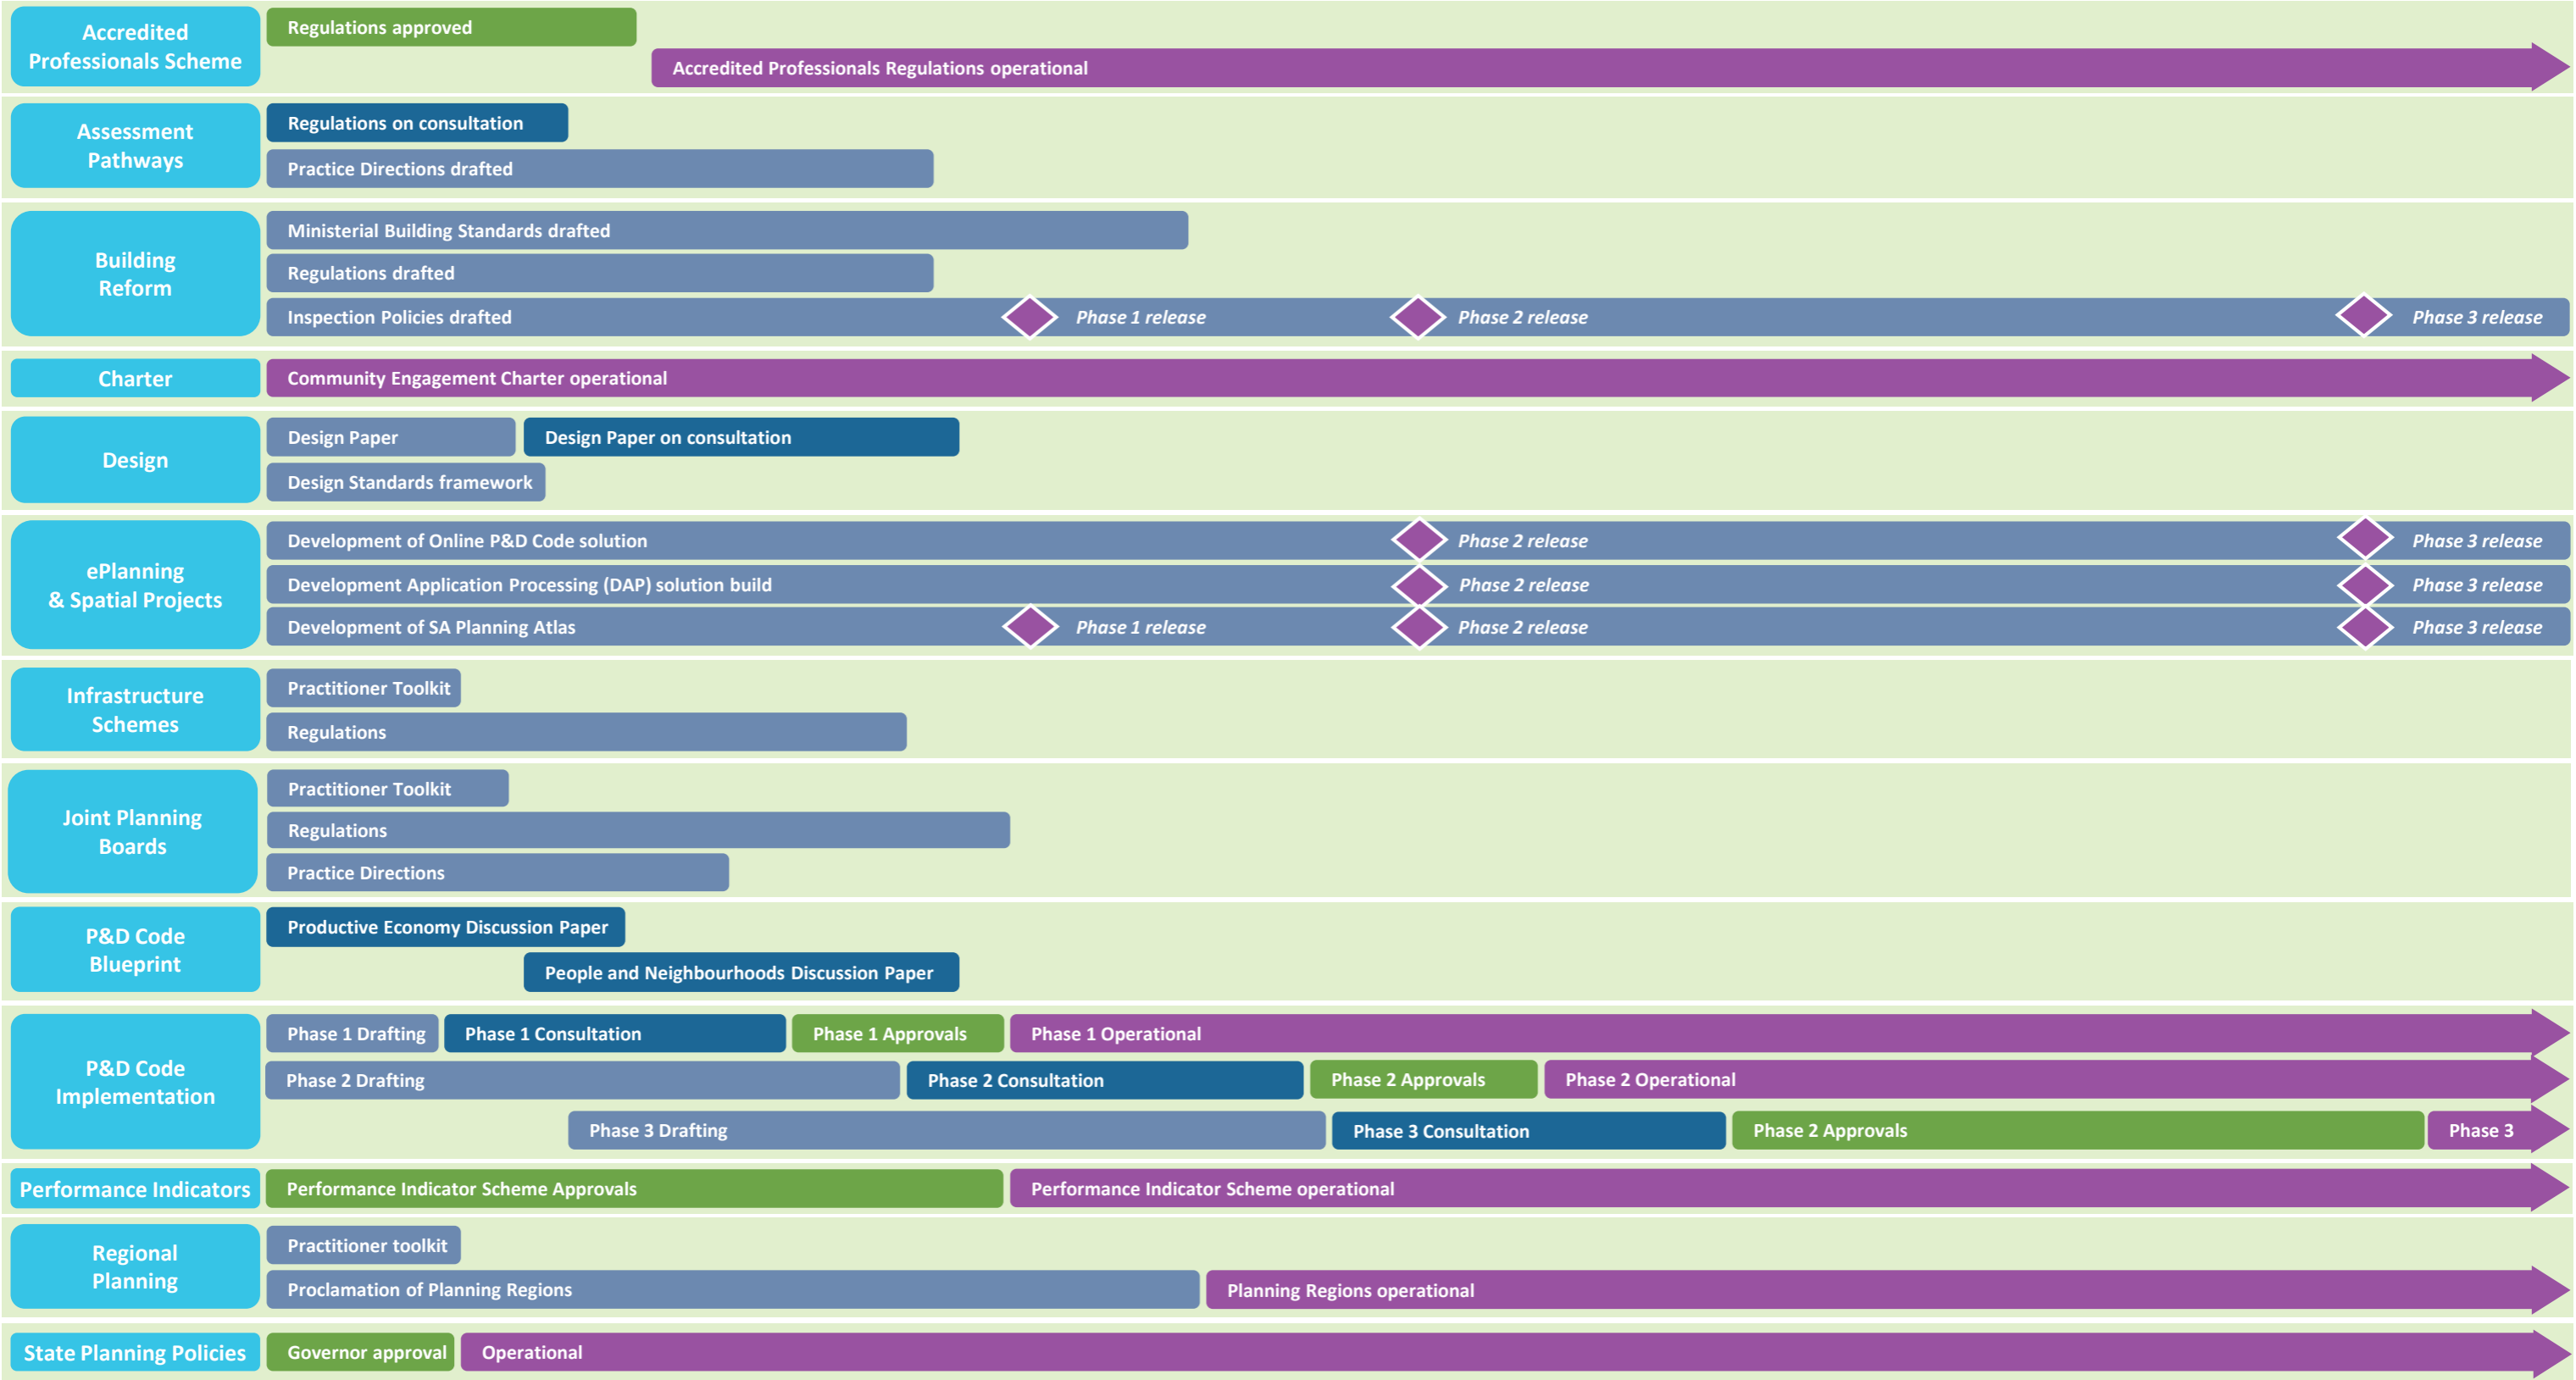 Accredited
Professionals Scheme
Regulations approved
Accredited Professionals Regulations operational
Assessment
Pathways
Regulations on consultation
Practice Directions drafted
Building
Reform
Ministerial Building Standards drafted
Regulations drafted
Inspection Policies drafted Phase 1 release Phase 2 release Phase 3 release
Charter
Community Engagement Charter operational
Design
Design Paper Design Paper on consultation
Design Standards framework
ePlanning
& Spatial Projects
Development of Online P&D Code solution Phase 2 release Phase 3 release
Development Application Processing (DAP) solution build Phase 2 release Phase 3 release
Development of SA Planning Atlas Phase 1 release Phase 2 release Phase 3 release
Infrastructure
Schemes
Practitioner Toolkit
Regulations
Joint Planning
Boards
Practitioner Toolkit
Regulations
Practice Directions
P&D Code
Blueprint
Productive Economy Discussion Paper
People and Neighbourhoods Discussion Paper
P&D Code
Implementation
Phase 1 Drafting Phase 1 Consultation Phase 1 Approvals Phase 1 Operational
Phase 2 Drafting Phase 2 Consultation Phase 2 Approvals Phase 2 Operational
Phase 3 Drafting Phase 3 Consultation Phase 2 Approvals Phase 3
Performance Indicators
Performance Indicator Scheme Approvals Performance Indicator Scheme operational
Regional
Planning
Practitioner toolkit
Proclamation of Planning Regions Planning Regions operational
State Planning Policies
Governor approval Operational